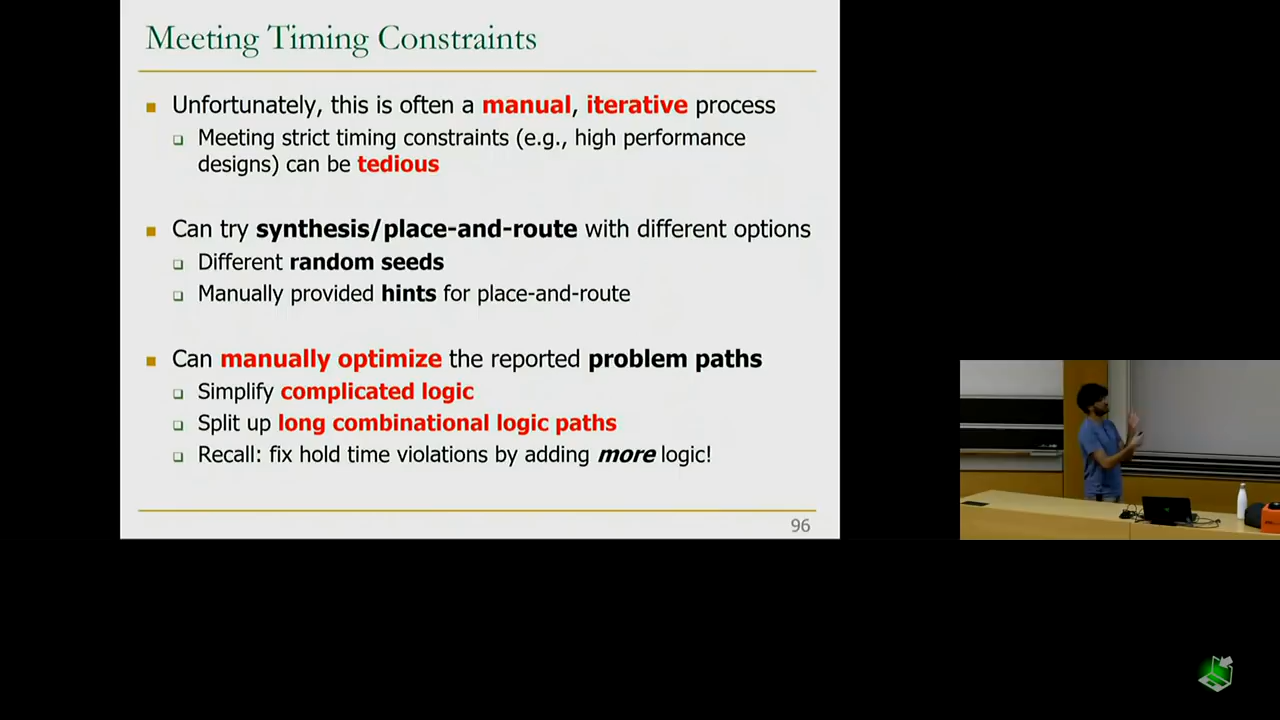 Meeting Timing Constraints
Unfortunately, this is often a manual, iterative process
Meeting strict timing constraints (e.g., high performance
designs) can be tedious
Can try synthesis/place-and-route with different options
Different random seeds
Manually provided hints for place-and-route
Can manually optimize the reported problem paths
Simplify complicated logic
Split up long combinational logic paths
Recall: fix hold time violations by adding more logic!
96